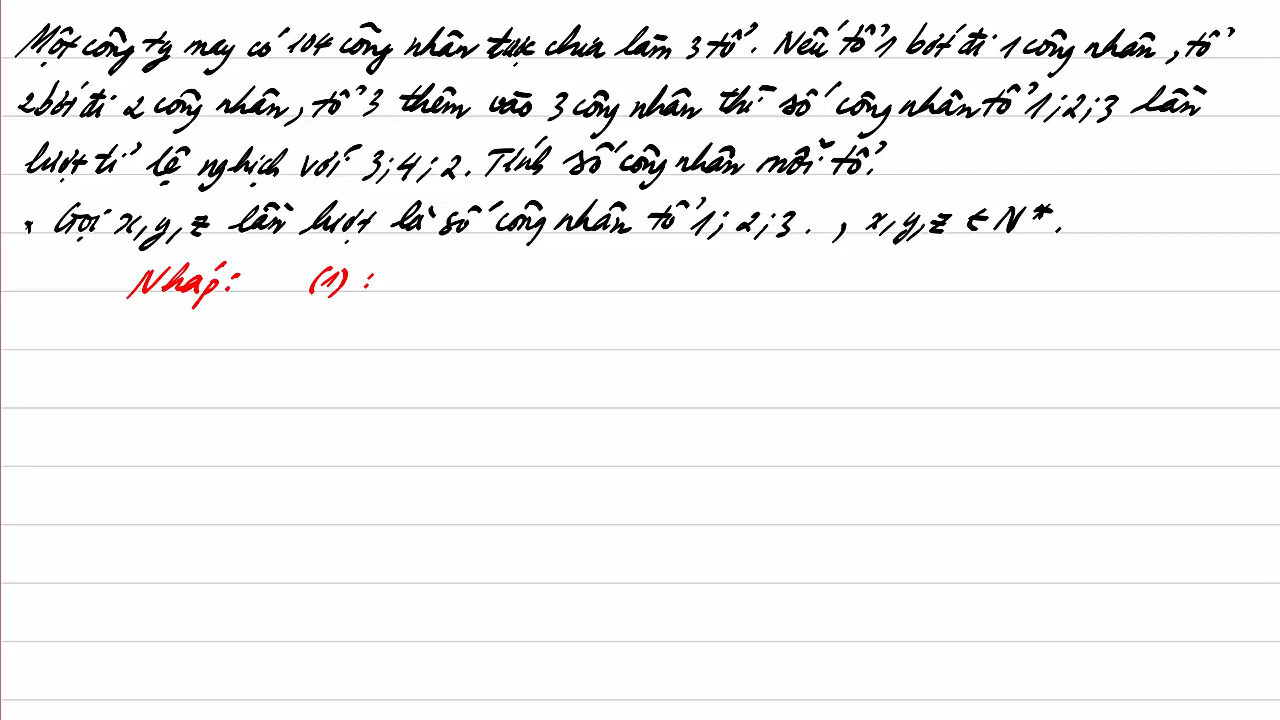 Một công ty may có 104 công nhân được chia làm 3 tổ. Nếu tổ 1 bớt đi 1 công nhân, tổ
2 bớt đi 2 công nhân, tổ 3 thêm vào 3 công nhân thì số công nhân tổ 1; 2; 3 lần
lượt tỉ lệ nghịch với 3; 4; 2. Tính số công nhân mỗi tổ?
• Gọi x, y, z lần lượt là số công nhân tổ 1; 2; 3. , x, y, z ∈ N*.
Nháp: (1) :